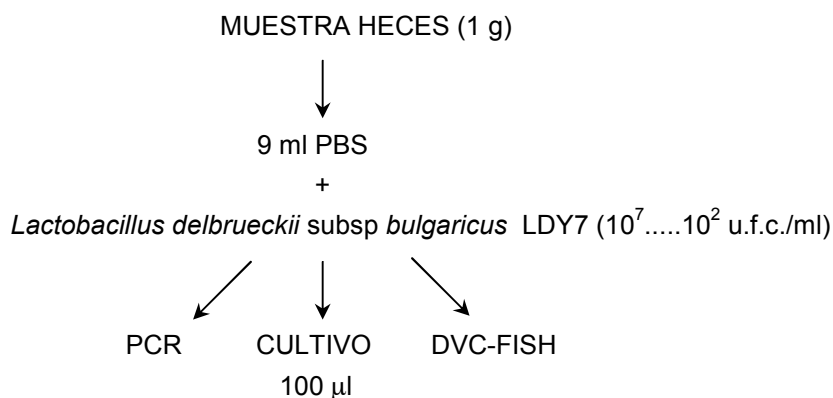 MUESTRA HECES (1 g)
9 ml PBS
+
Lactobacillus delbrueckii subsp bulgaricus LDY7 (10⁷.....10² u.f.c./ml)
PCR CULTIVO DVC-FISH
100 µl